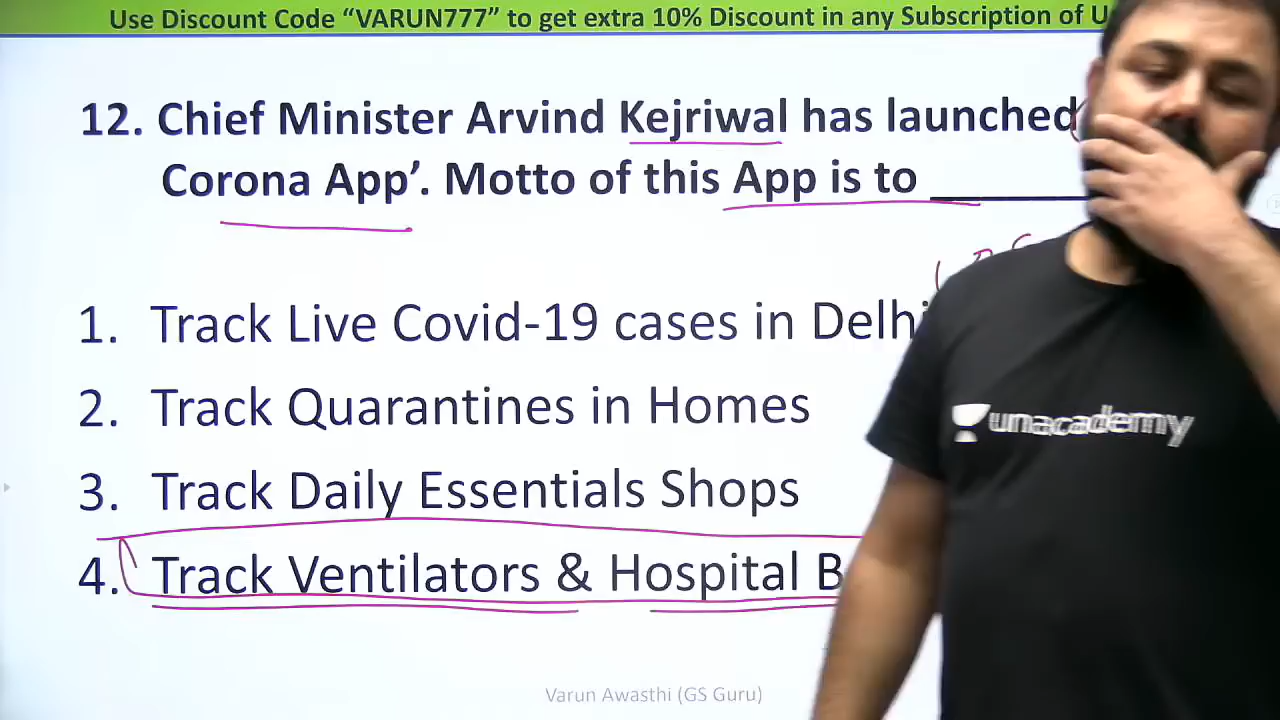 Use Discount Code “VARUN777” to get extra 10% Discount in any Subscription of
12. Chief Minister Arvind Kejriwal has launched
Corona App’. Motto of this App is to ________
1. Track Live Covid-19 cases in Delhi
2. Track Quarantines in Homes
3. Track Daily Essentials Shops
4. Track Ventilators & Hospital
unacademy
Varun Awasthi (GS Guru)